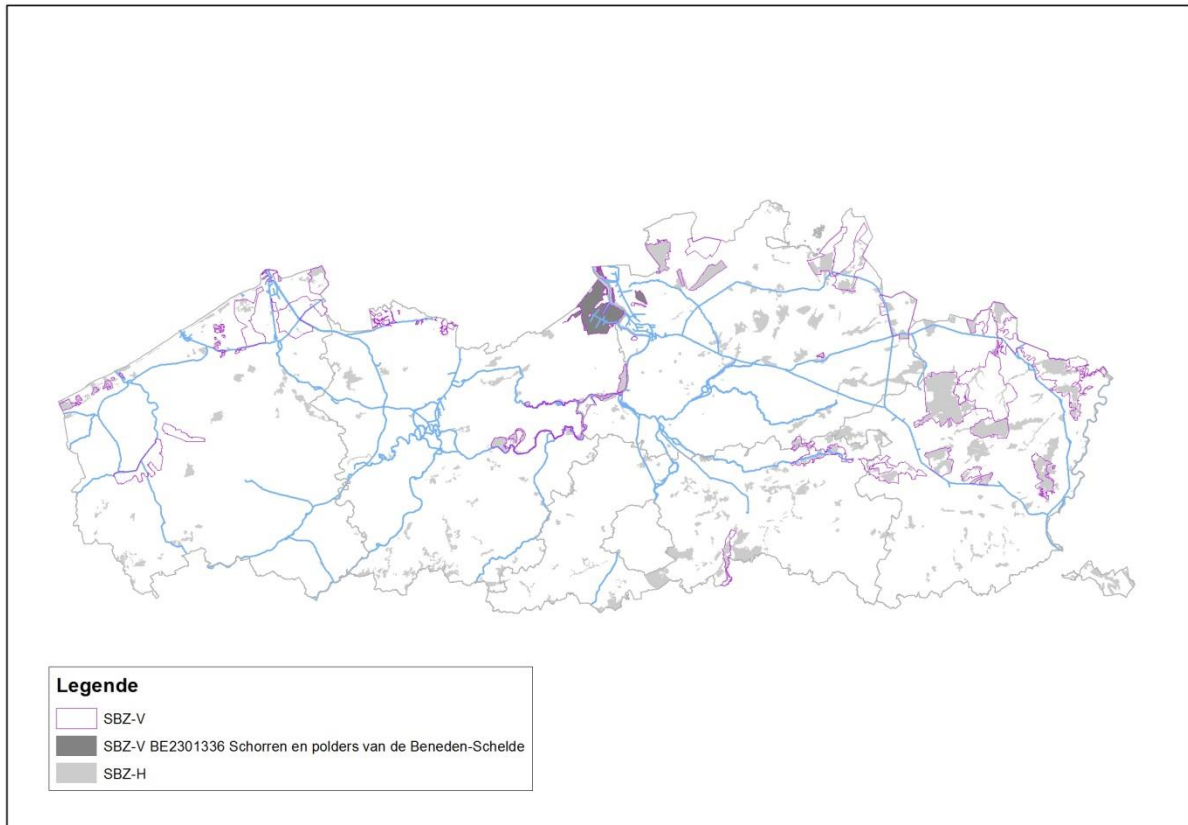 Legende
SBZ-V
SBZ-V BE2301336 Schorren en polders van de Beneden-Schelde
SBZ-H